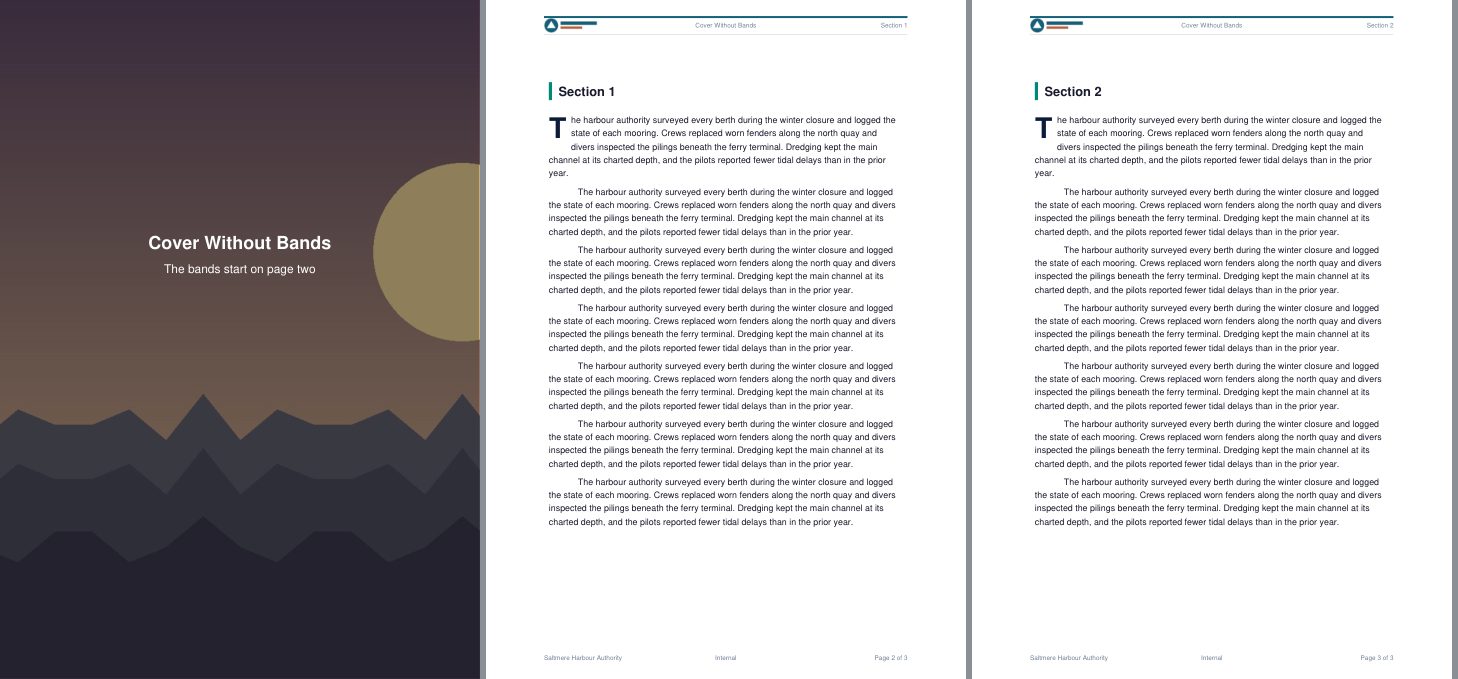 Cover Without Bands
The bands start on page two
Cover Without Bands
Section 1
Section 1
The harbour authority surveyed every berth during the winter closure and logged the
state of each mooring. Crews replaced worn fenders along the north quay and
divers inspected the pilings beneath the ferry terminal. Dredging kept the main
channel at its charted depth, and the pilots reported fewer tidal delays than in the prior
year.
The harbour authority surveyed every berth during the winter closure and logged
the state of each mooring. Crews replaced worn fenders along the north quay and divers
inspected the pilings beneath the ferry terminal. Dredging kept the main channel at its
charted depth, and the pilots reported fewer tidal delays than in the prior year.
The harbour authority surveyed every berth during the winter closure and logged
the state of each mooring. Crews replaced worn fenders along the north quay and divers
inspected the pilings beneath the ferry terminal. Dredging kept the main channel at its
charted depth, and the pilots reported fewer tidal delays than in the prior year.
The harbour authority surveyed every berth during the winter closure and logged
the state of each mooring. Crews replaced worn fenders along the north quay and divers
inspected the pilings beneath the ferry terminal. Dredging kept the main channel at its
charted depth, and the pilots reported fewer tidal delays than in the prior year.
The harbour authority surveyed every berth during the winter closure and logged
the state of each mooring. Crews replaced worn fenders along the north quay and divers
inspected the pilings beneath the ferry terminal. Dredging kept the main channel at its
charted depth, and the pilots reported fewer tidal delays than in the prior year.
The harbour authority surveyed every berth during the winter closure and logged
the state of each mooring. Crews replaced worn fenders along the north quay and divers
inspected the pilings beneath the ferry terminal. Dredging kept the main channel at its
charted depth, and the pilots reported fewer tidal delays than in the prior year.
The harbour authority surveyed every berth during the winter closure and logged
the state of each mooring. Crews replaced worn fenders along the north quay and divers
inspected the pilings beneath the ferry terminal. Dredging kept the main channel at its
charted depth, and the pilots reported fewer tidal delays than in the prior year.
Saltmere Harbour Authority
Internal
Page 2 of 3
Cover Without Bands
Section 2
Section 2
The harbour authority surveyed every berth during the winter closure and logged the
state of each mooring. Crews replaced worn fenders along the north quay and
divers inspected the pilings beneath the ferry terminal. Dredging kept the main
channel at its charted depth, and the pilots reported fewer tidal delays than in the prior
year.
The harbour authority surveyed every berth during the winter closure and logged
the state of each mooring. Crews replaced worn fenders along the north quay and divers
inspected the pilings beneath the ferry terminal. Dredging kept the main channel at its
charted depth, and the pilots reported fewer tidal delays than in the prior year.
The harbour authority surveyed every berth during the winter closure and logged
the state of each mooring. Crews replaced worn fenders along the north quay and divers
inspected the pilings beneath the ferry terminal. Dredging kept the main channel at its
charted depth, and the pilots reported fewer tidal delays than in the prior year.
The harbour authority surveyed every berth during the winter closure and logged
the state of each mooring. Crews replaced worn fenders along the north quay and divers
inspected the pilings beneath the ferry terminal. Dredging kept the main channel at its
charted depth, and the pilots reported fewer tidal delays than in the prior year.
The harbour authority surveyed every berth during the winter closure and logged
the state of each mooring. Crews replaced worn fenders along the north quay and divers
inspected the pilings beneath the ferry terminal. Dredging kept the main channel at its
charted depth, and the pilots reported fewer tidal delays than in the prior year.
The harbour authority surveyed every berth during the winter closure and logged
the state of each mooring. Crews replaced worn fenders along the north quay and divers
inspected the pilings beneath the ferry terminal. Dredging kept the main channel at its
charted depth, and the pilots reported fewer tidal delays than in the prior year.
The harbour authority surveyed every berth during the winter closure and logged
the state of each mooring. Crews replaced worn fenders along the north quay and divers
inspected the pilings beneath the ferry terminal. Dredging kept the main channel at its
charted depth, and the pilots reported fewer tidal delays than in the prior year.
Saltmere Harbour Authority
Internal
Page 3 of 3